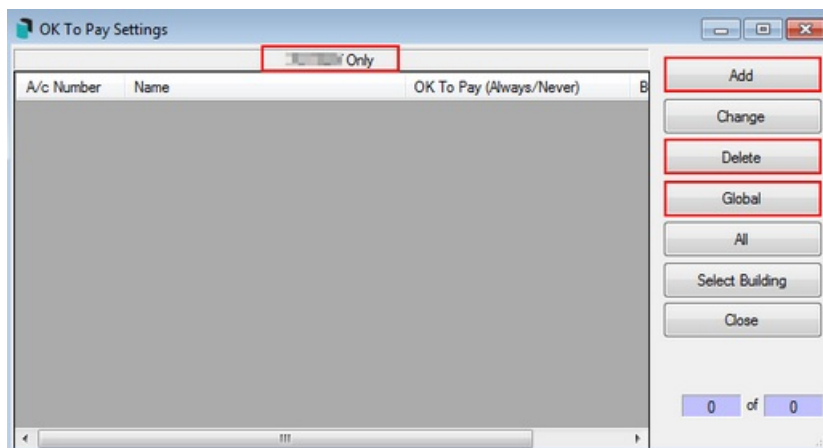 OK To Pay Settings
Only
A/c Number Name OK To Pay (Always/Never) B
Add
Change
Delete
Global
All
Select Building
Close
0 of 0